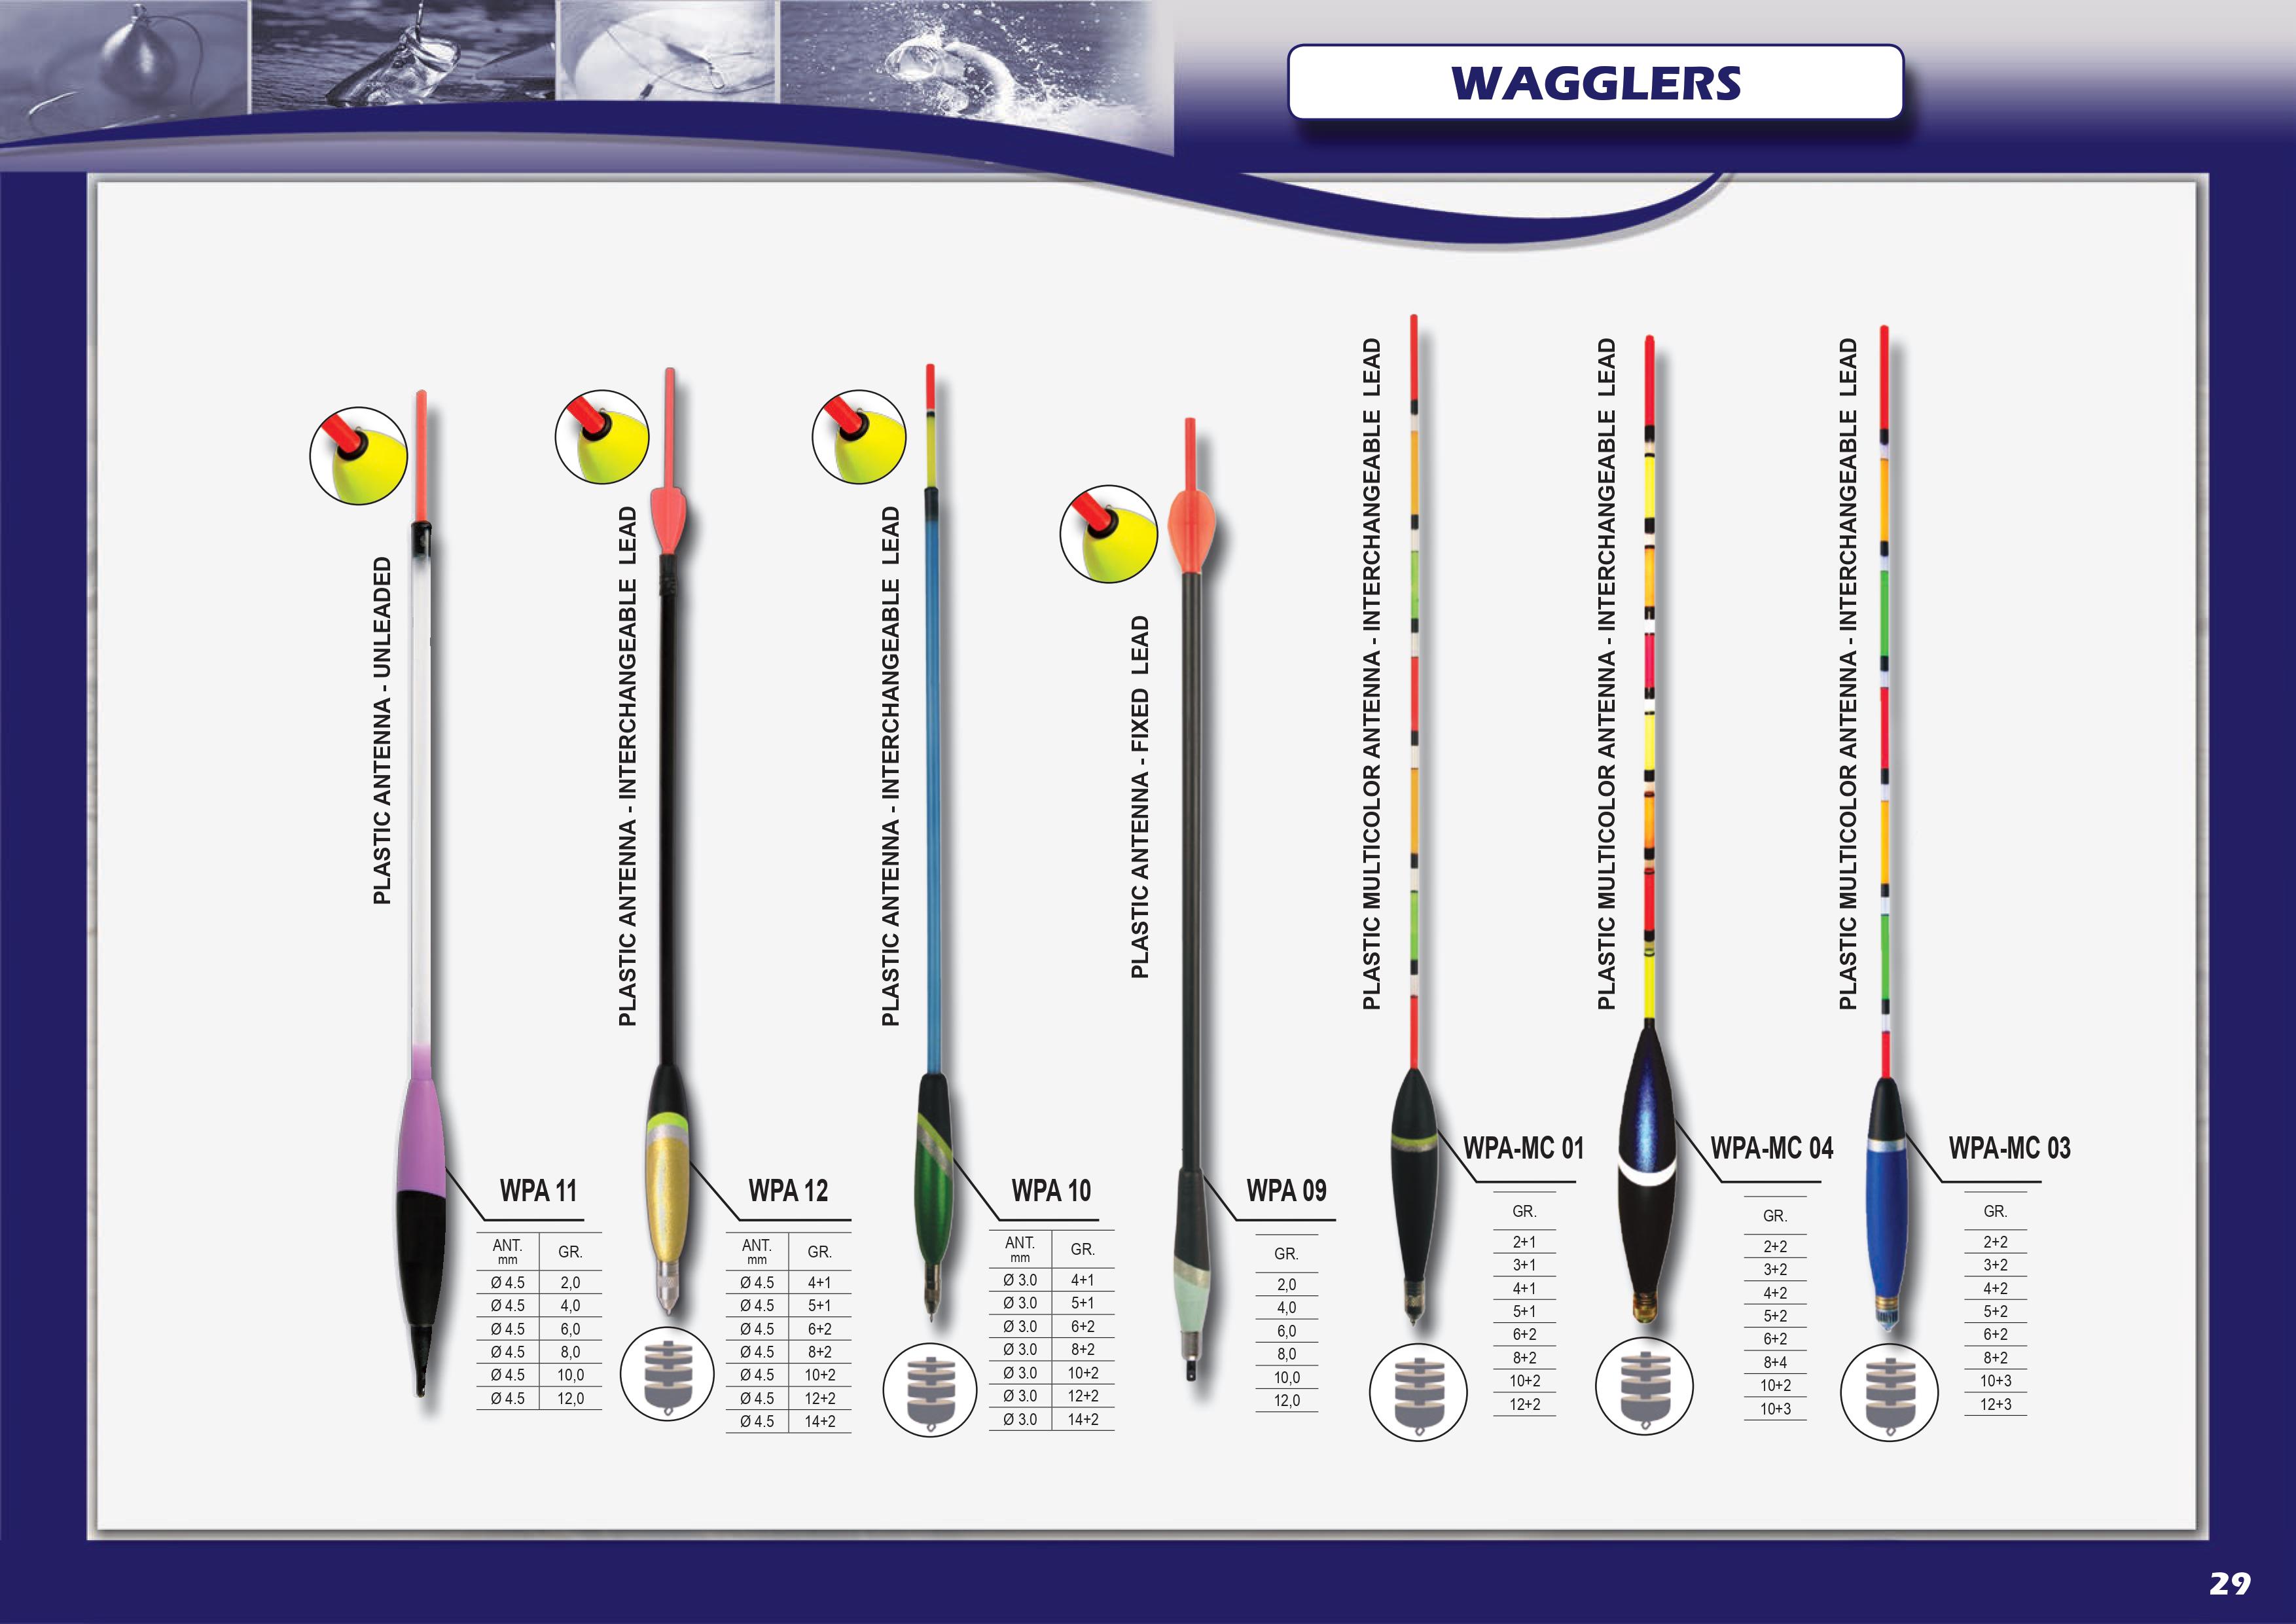 WAGGLERS
PLASTIC ANTENNA - UNLEADED
WPA 11
ANT. mm GR.
Ø 4.5 2,0
Ø 4.5 4,0
Ø 4.5 6,0
Ø 4.5 8,0
Ø 4.5 10,0
Ø 4.5 12,0
PLASTIC ANTENNA - INTERCHANGEABLE LEAD
WPA 12
ANT. mm GR.
Ø 4.5 4+1
Ø 4.5 5+1
Ø 4.5 6+2
Ø 4.5 8+2
Ø 4.5 10+2
Ø 4.5 12+2
Ø 4.5 14+2
PLASTIC ANTENNA - INTERCHANGEABLE LEAD
WPA 10
ANT. mm GR.
Ø 3.0 4+1
Ø 3.0 5+1
Ø 3.0 6+2
Ø 3.0 8+2
Ø 3.0 10+2
Ø 3.0 12+2
Ø 3.0 14+2
PLASTIC ANTENNA - FIXED LEAD
WPA 09
GR.
2,0
4,0
6,0
8,0
10,0
12,0
PLASTIC MULTICOLOR ANTENNA - INTERCHANGEABLE LEAD
WPA-MC 01
GR.
2+1
3+1
4+1
5+1
6+2
8+2
10+2
12+2
PLASTIC MULTICOLOR ANTENNA - INTERCHANGEABLE LEAD
WPA-MC 04
GR.
2+2
3+2
4+2
5+2
6+2
8+4
10+2
10+3
PLASTIC MULTICOLOR ANTENNA - INTERCHANGEABLE LEAD
WPA-MC 03
GR.
2+2
3+2
4+2
5+2
6+2
8+2
10+3
12+3
29